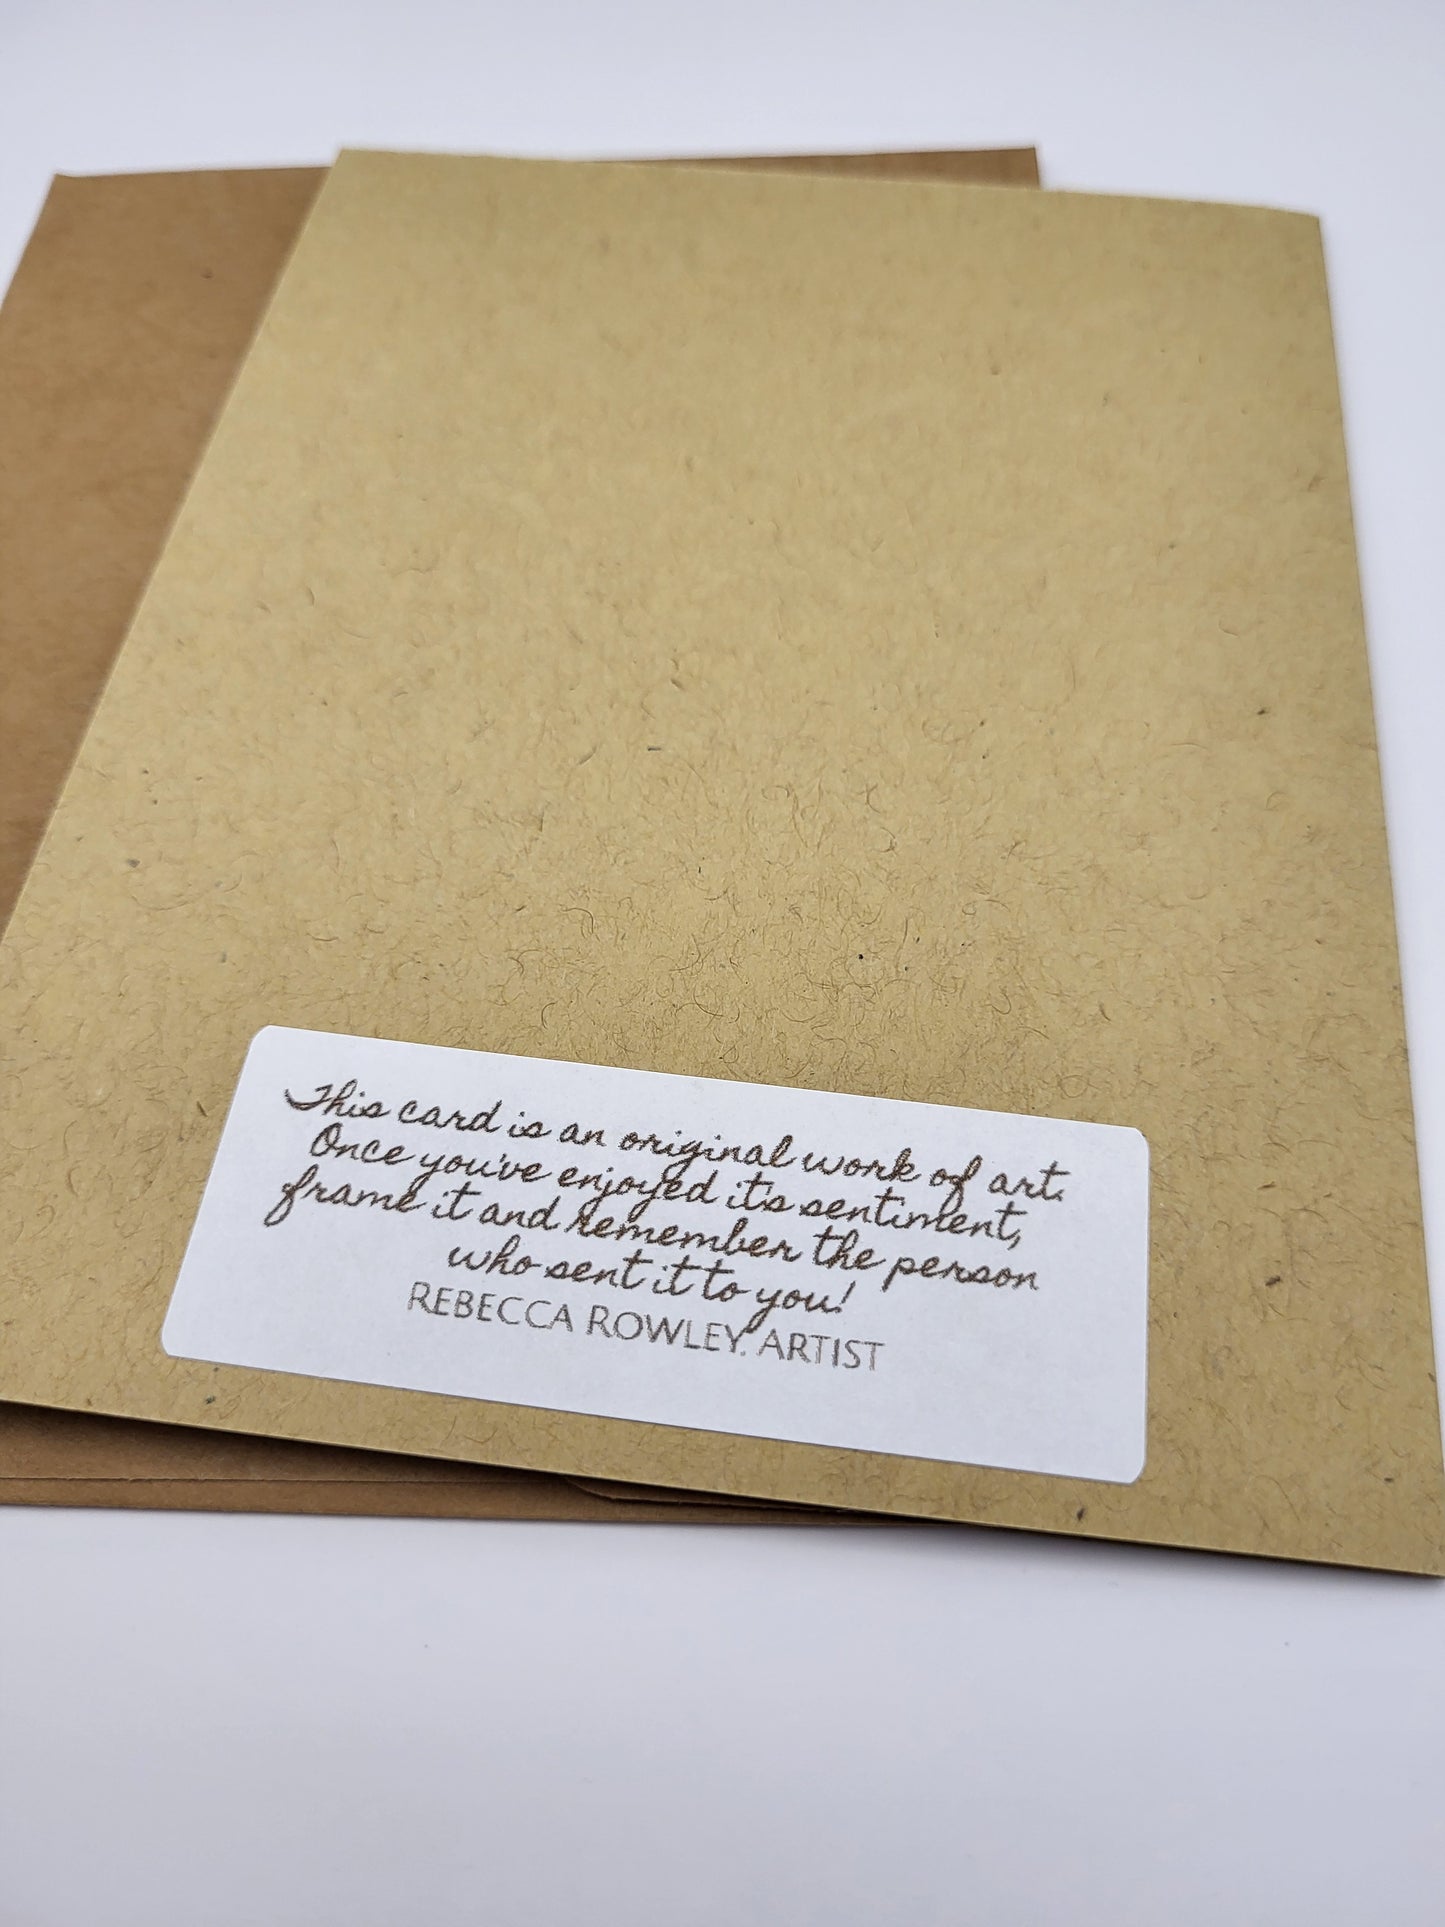 This card is an original work of art.
Once you've enjoyed it's sentiment,
frame it and remember the person
who sent it to you!
REBECCA ROWLEY, ARTIST